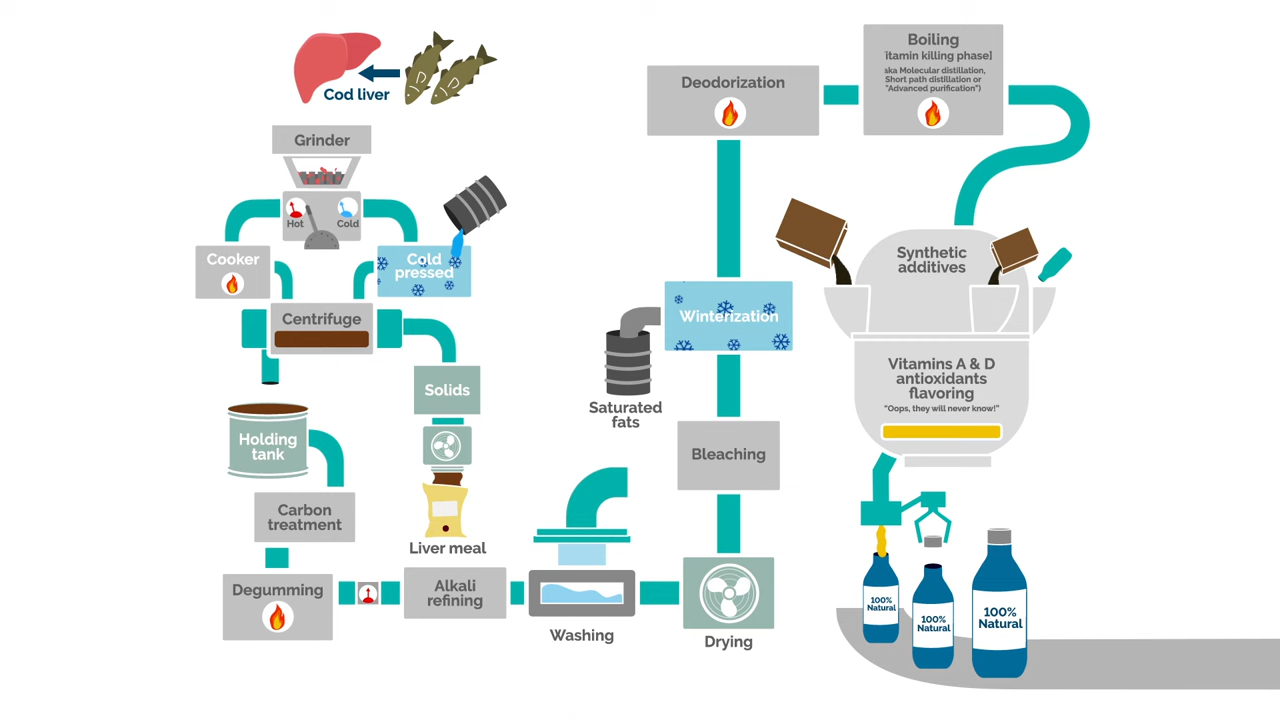 Cod liver
Grinder
Hot
Cold
Cooker
Cold
pressed
Centrifuge
Solids
Holding
tank
Liver meal
Carbon
treatment
Degumming
Alkali
refining
Washing
Drying
Bleaching
Saturated
fats
Winterization
Deodorization
Boiling
itamin killing phase]
aka Molecular distillation,
Short path distillation or
"Advanced purification")
Synthetic
additives
Vitamins A & D
antioxidants
flavoring
"Oops, they will never know!"
100%
Natural
100%
Natural
100%
Natural